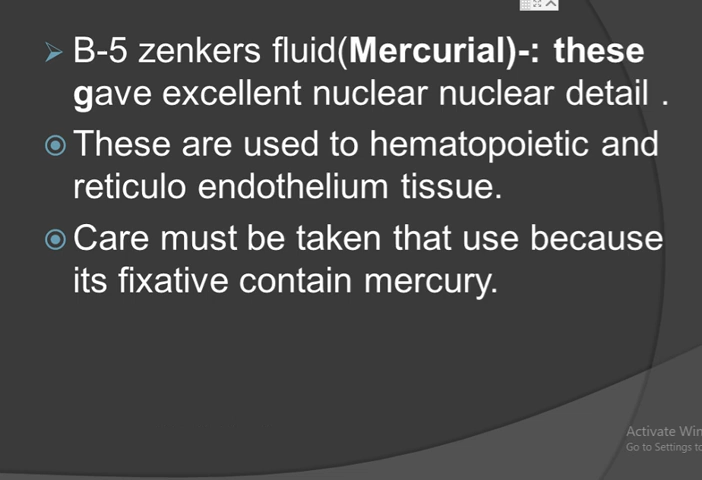 B-5 zenkers fluid(Mercurial)-: these
gave excellent nuclear nuclear detail .
These are used to hematopoietic and
reticulo endothelium tissue.
Care must be taken that use because
its fixative contain mercury.
Activate Win
Go to Settings to